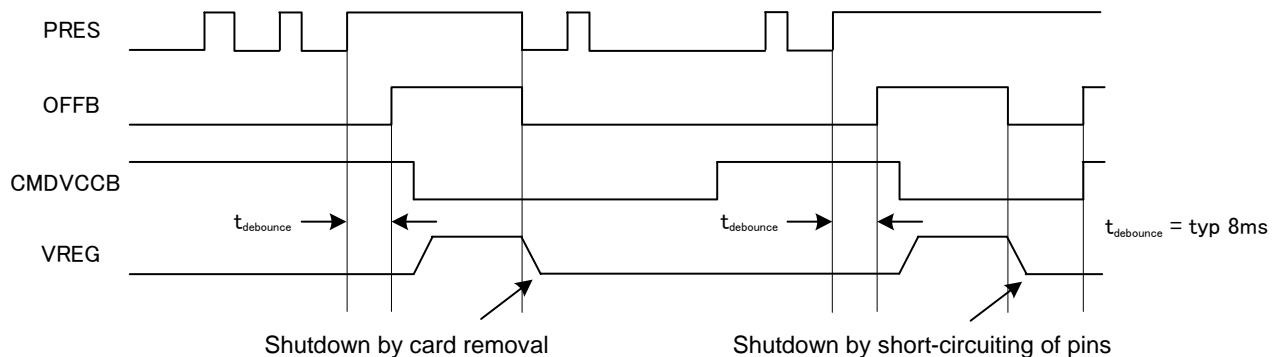 PRES
OFFB
CMDVCCB
tdebounce
tdebounce
tdebounce = typ 8ms
VREG
Shutdown by card removal
Shutdown by short-circuiting of pins